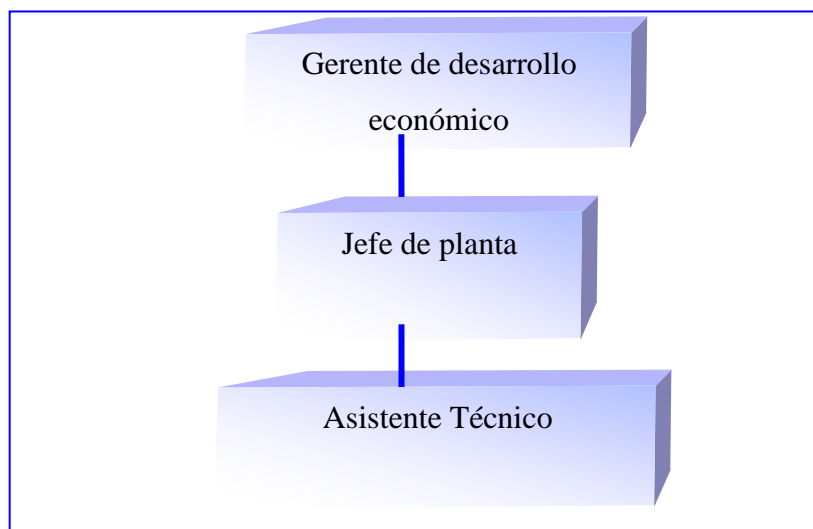 Gerente de desarrollo
económico
Jefe de planta
Asistente Técnico